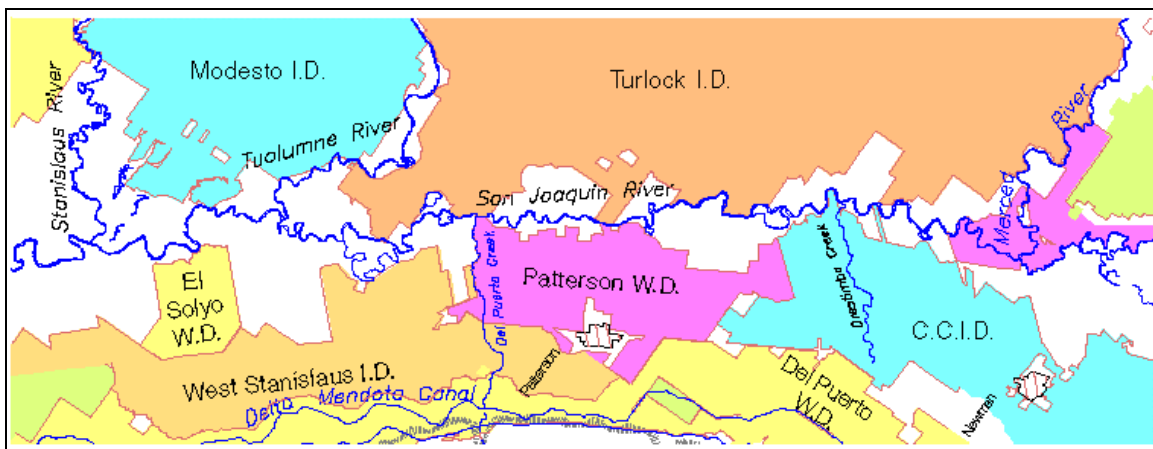 Modesto I.D.
Turlock I.D.
Stanislaus River
Tuolumne River
San Joaquin River
Merced River
El
Solyo
W.D.
Del Puerto Creek
Patterson W.D.
Orestimba Creek
C.C.I.D.
West Stanislaus I.D.
Patterson
Del Puerto
W.D.
Delta Mendota Canal
Newman